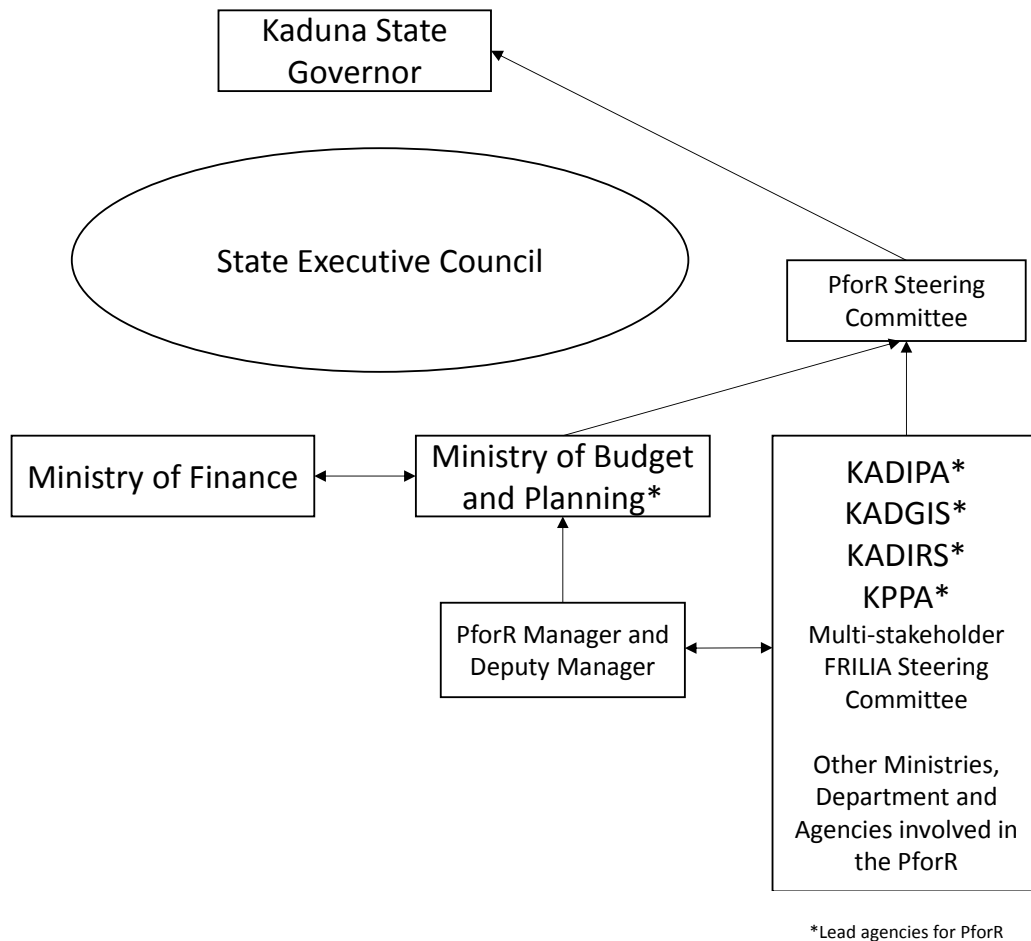 Kaduna State
Governor
State Executive Council
PforR Steering
Committee
Ministry of Finance
Ministry of Budget
and Planning*
PforR Manager and
Deputy Manager
KADIPA*
KADGIS*
KADIRS*
KPPA*
Multi-stakeholder
FRILIA Steering
Committee
Other Ministries,
Department and
Agencies involved in
the PforR
*Lead agencies for PforR